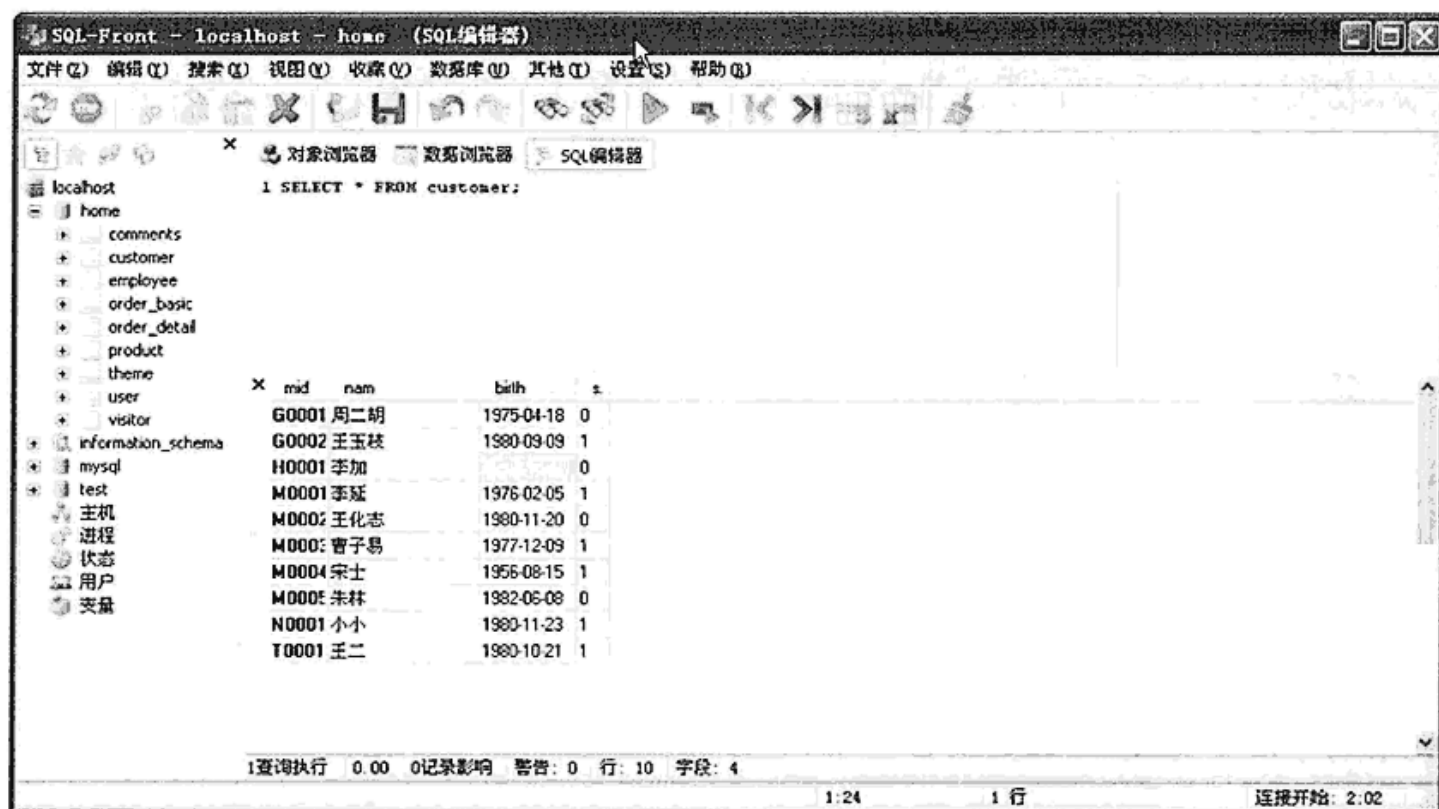 SQL-Front - localhost - home (SQL编辑器)
文件(Z) 编辑(Y) 搜索(X) 视图(V) 收藏(V) 数据库(U) 其他(T) 设置(S) 帮助(R)
对象浏览器 数据浏览器 SQL编辑器
1 SELECT * FROM customer;
localhost
home
comments
customer
employee
order_basic
order_detail
product
theme
user
visitor
information_schema
mysql
test
主机
进程
状态
用户
变量
mid nam birth s.
G0001 周二胡 1975-04-18 0
G0002 王玉枝 1980-09-09 1
H0001 李加 0
M0001 李延 1976-02-05 1
M0002 王化志 1980-11-20 0
M0003 曹子易 1977-12-09 1
M0004 宋士 1956-08-15 1
M0005 朱林 1982-06-08 0
N0001 小小 1980-11-23 1
T0001 王二 1980-10-21 1
1查询执行 0.00 0记录影响 警告: 0 行: 10 字段: 4
1:24 1 行 连接开始: 2:02